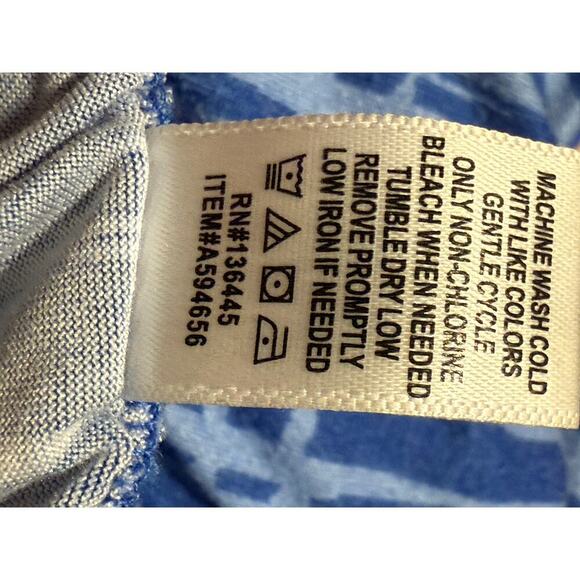 MACHINE WASH COLD
WITH LIKE COLORS
GENTLE CYCLE
ONLY NON-CHLORINE
BLEACH WHEN NEEDED
TUMBLE DRY LOW
REMOVE PROMPTLY
LOW IRON IF NEEDED
RN#136445
ITEM#A594656